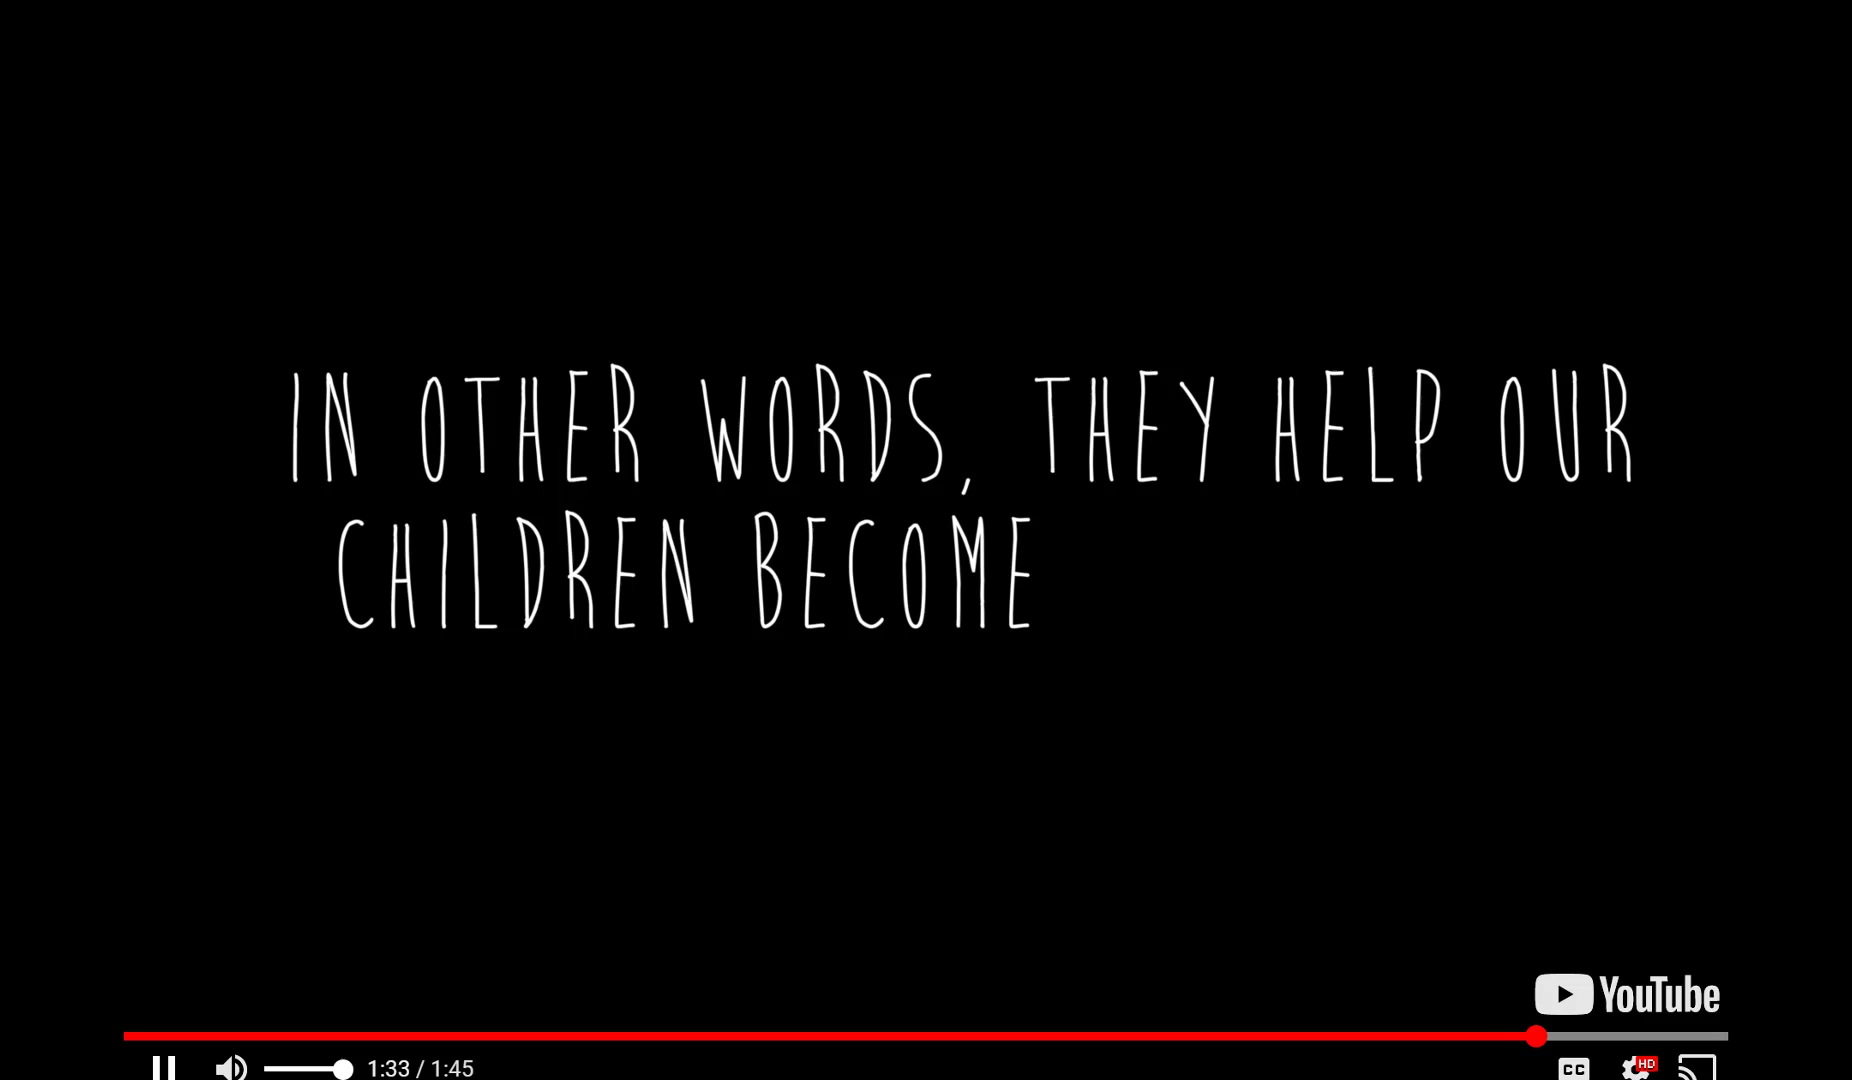 IN OTHER WORDS, THEY HELP OUR
CHILDREN BECOME
YouTube
1:33 / 1:45
CC
HD